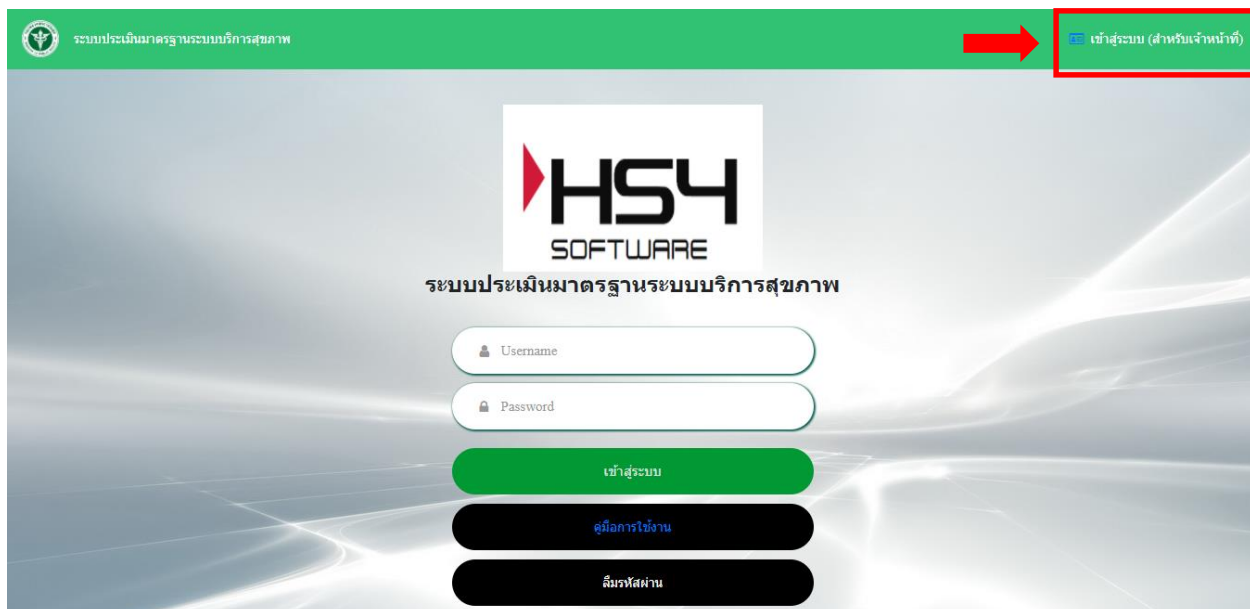 ระบบประเมินมาตรฐานระบบบริการสุขภาพ
เข้าสู่ระบบ (สำหรับเจ้าหน้าที่)
HS4
SOFTWARE
ระบบประเมินมาตรฐานระบบบริการสุขภาพ
Username
Password
เข้าสู่ระบบ
คู่มือการใช้งาน
ลืมรหัสผ่าน